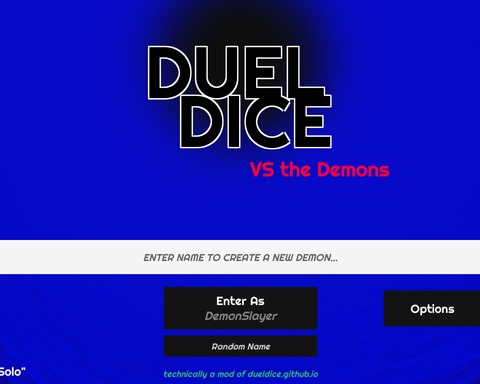 DUEL
DICE
VS the Demons
ENTER NAME TO CREATE A NEW DEMON...
Enter As
DemonSlayer
Options
Random Name
Solo"
technically a mod of dueldice.github.io